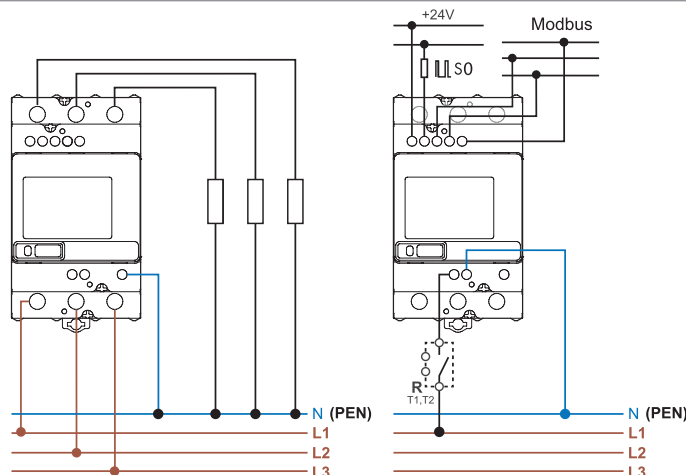 +24V
Modbus
S0
R
T1,T2
N (PEN)
L1
L2
L3
N (PEN)
L1
L2
L3